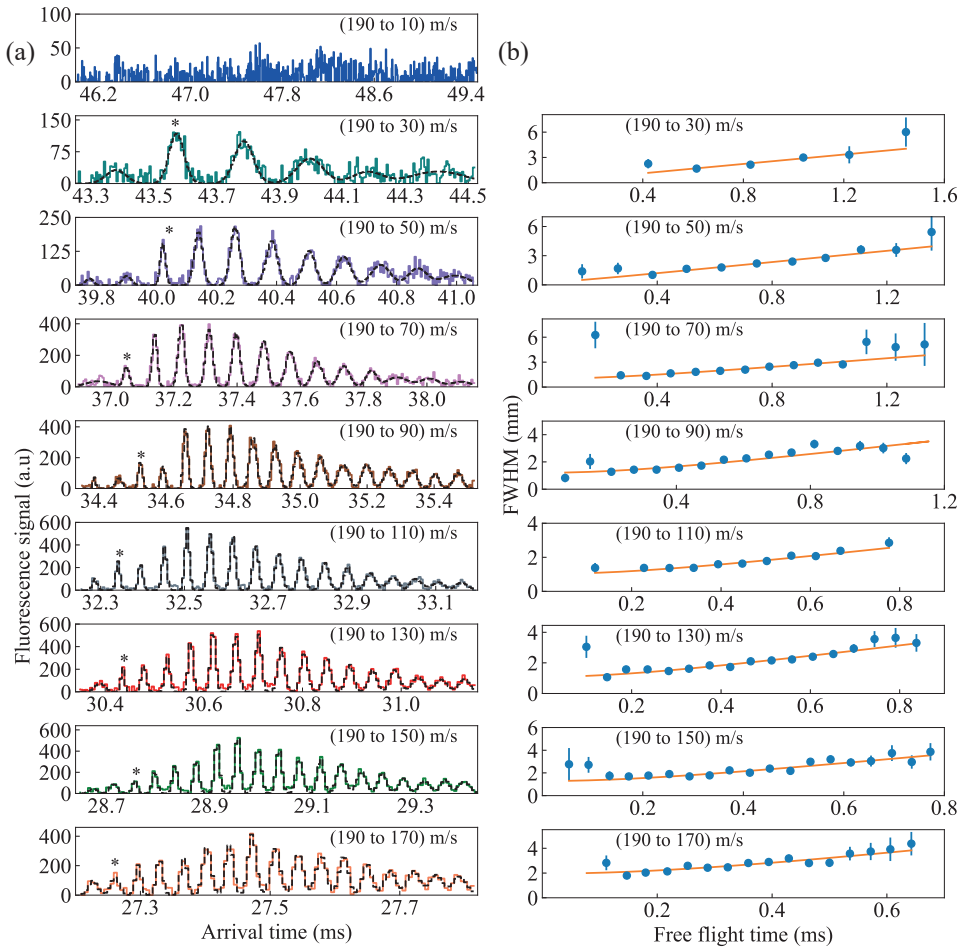 (a)
Fluorescence signal (a.u)
(190 to 10) m/s
100
50
0
46.2 47.0 47.8 48.6 49.4
(190 to 30) m/s
*
150
75
0
43.3 43.5 43.7 43.9 44.1 44.3 44.5
(190 to 50) m/s
*
250
125
0
39.8 40.0 40.2 40.4 40.6 40.8 41.0
(190 to 70) m/s
*
400
200
0
37.0 37.2 37.4 37.6 37.8 38.0
(190 to 90) m/s
*
400
200
0
34.4 34.6 34.8 35.0 35.2 35.4
(190 to 110) m/s
*
600
400
200
0
32.3 32.5 32.7 32.9 33.1
(190 to 130) m/s
*
600
400
200
0
30.4 30.6 30.8 31.0
(190 to 150) m/s
*
600
400
200
0
28.7 28.9 29.1 29.3
(190 to 170) m/s
*
400
200
0
27.3 27.5 27.7
Arrival time (ms)
(b)
FWHM (mm)
(190 to 30) m/s
6
3
0
0.4 0.8 1.2 1.6
(190 to 50) m/s
6
3
0
0.4 0.8 1.2
(190 to 70) m/s
6
3
0
0.4 0.8 1.2
(190 to 90) m/s
4
2
0
0.4 0.8 1.2
(190 to 110) m/s
4
2
0
0.2 0.4 0.6 0.8
(190 to 130) m/s
4
2
0
0.2 0.4 0.6 0.8
(190 to 150) m/s
6
4
2
0
0.2 0.4 0.6 0.8
(190 to 170) m/s
4
2
0
0.2 0.4 0.6
Free flight time (ms)